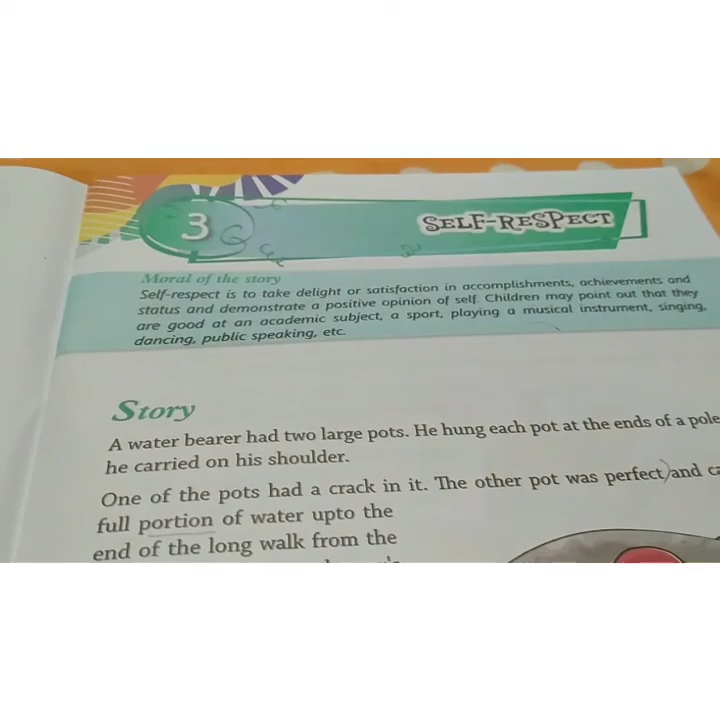 3
SELF-RESPECT
Moral of the story
Self-respect is to take delight or satisfaction in accomplishments, achievements and
status and demonstrate a positive opinion of self. Children may point out that they
are good at an academic subject, a sport, playing a musical instrument, singing,
dancing, public speaking, etc.
Story
A water bearer had two large pots. He hung each pot at the ends of a pole
he carried on his shoulder.
One of the pots had a crack in it. The other pot was perfect and
full portion of water upto the
end of the long walk from the